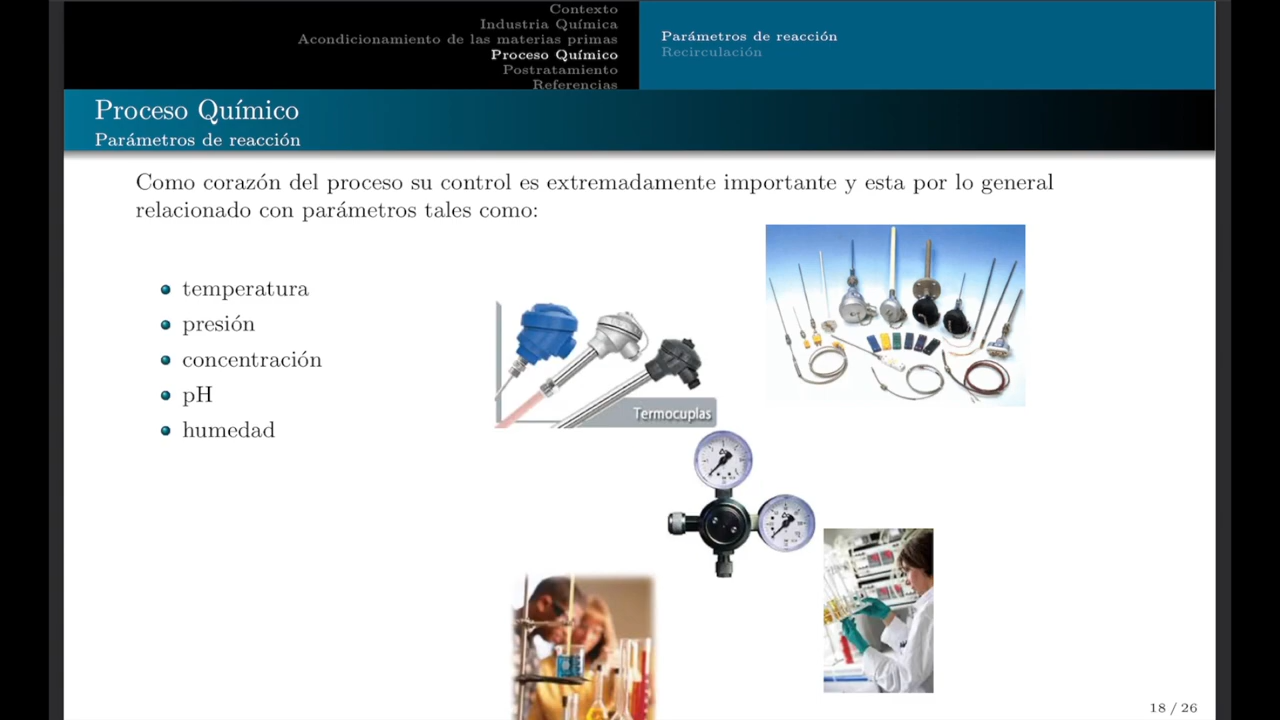 Contexto
Industria Química
Acondicionamiento de las materias primas
Proceso Químico
Postratamiento
Referencias
Parámetros de reacción
Recirculación
Proceso Químico
Parámetros de reacción
Como corazón del proceso su control es extremadamente importante y esta por lo general
relacionado con parámetros tales como:
temperatura
presión
concentración
pH
humedad
Termocuplas
18 / 26